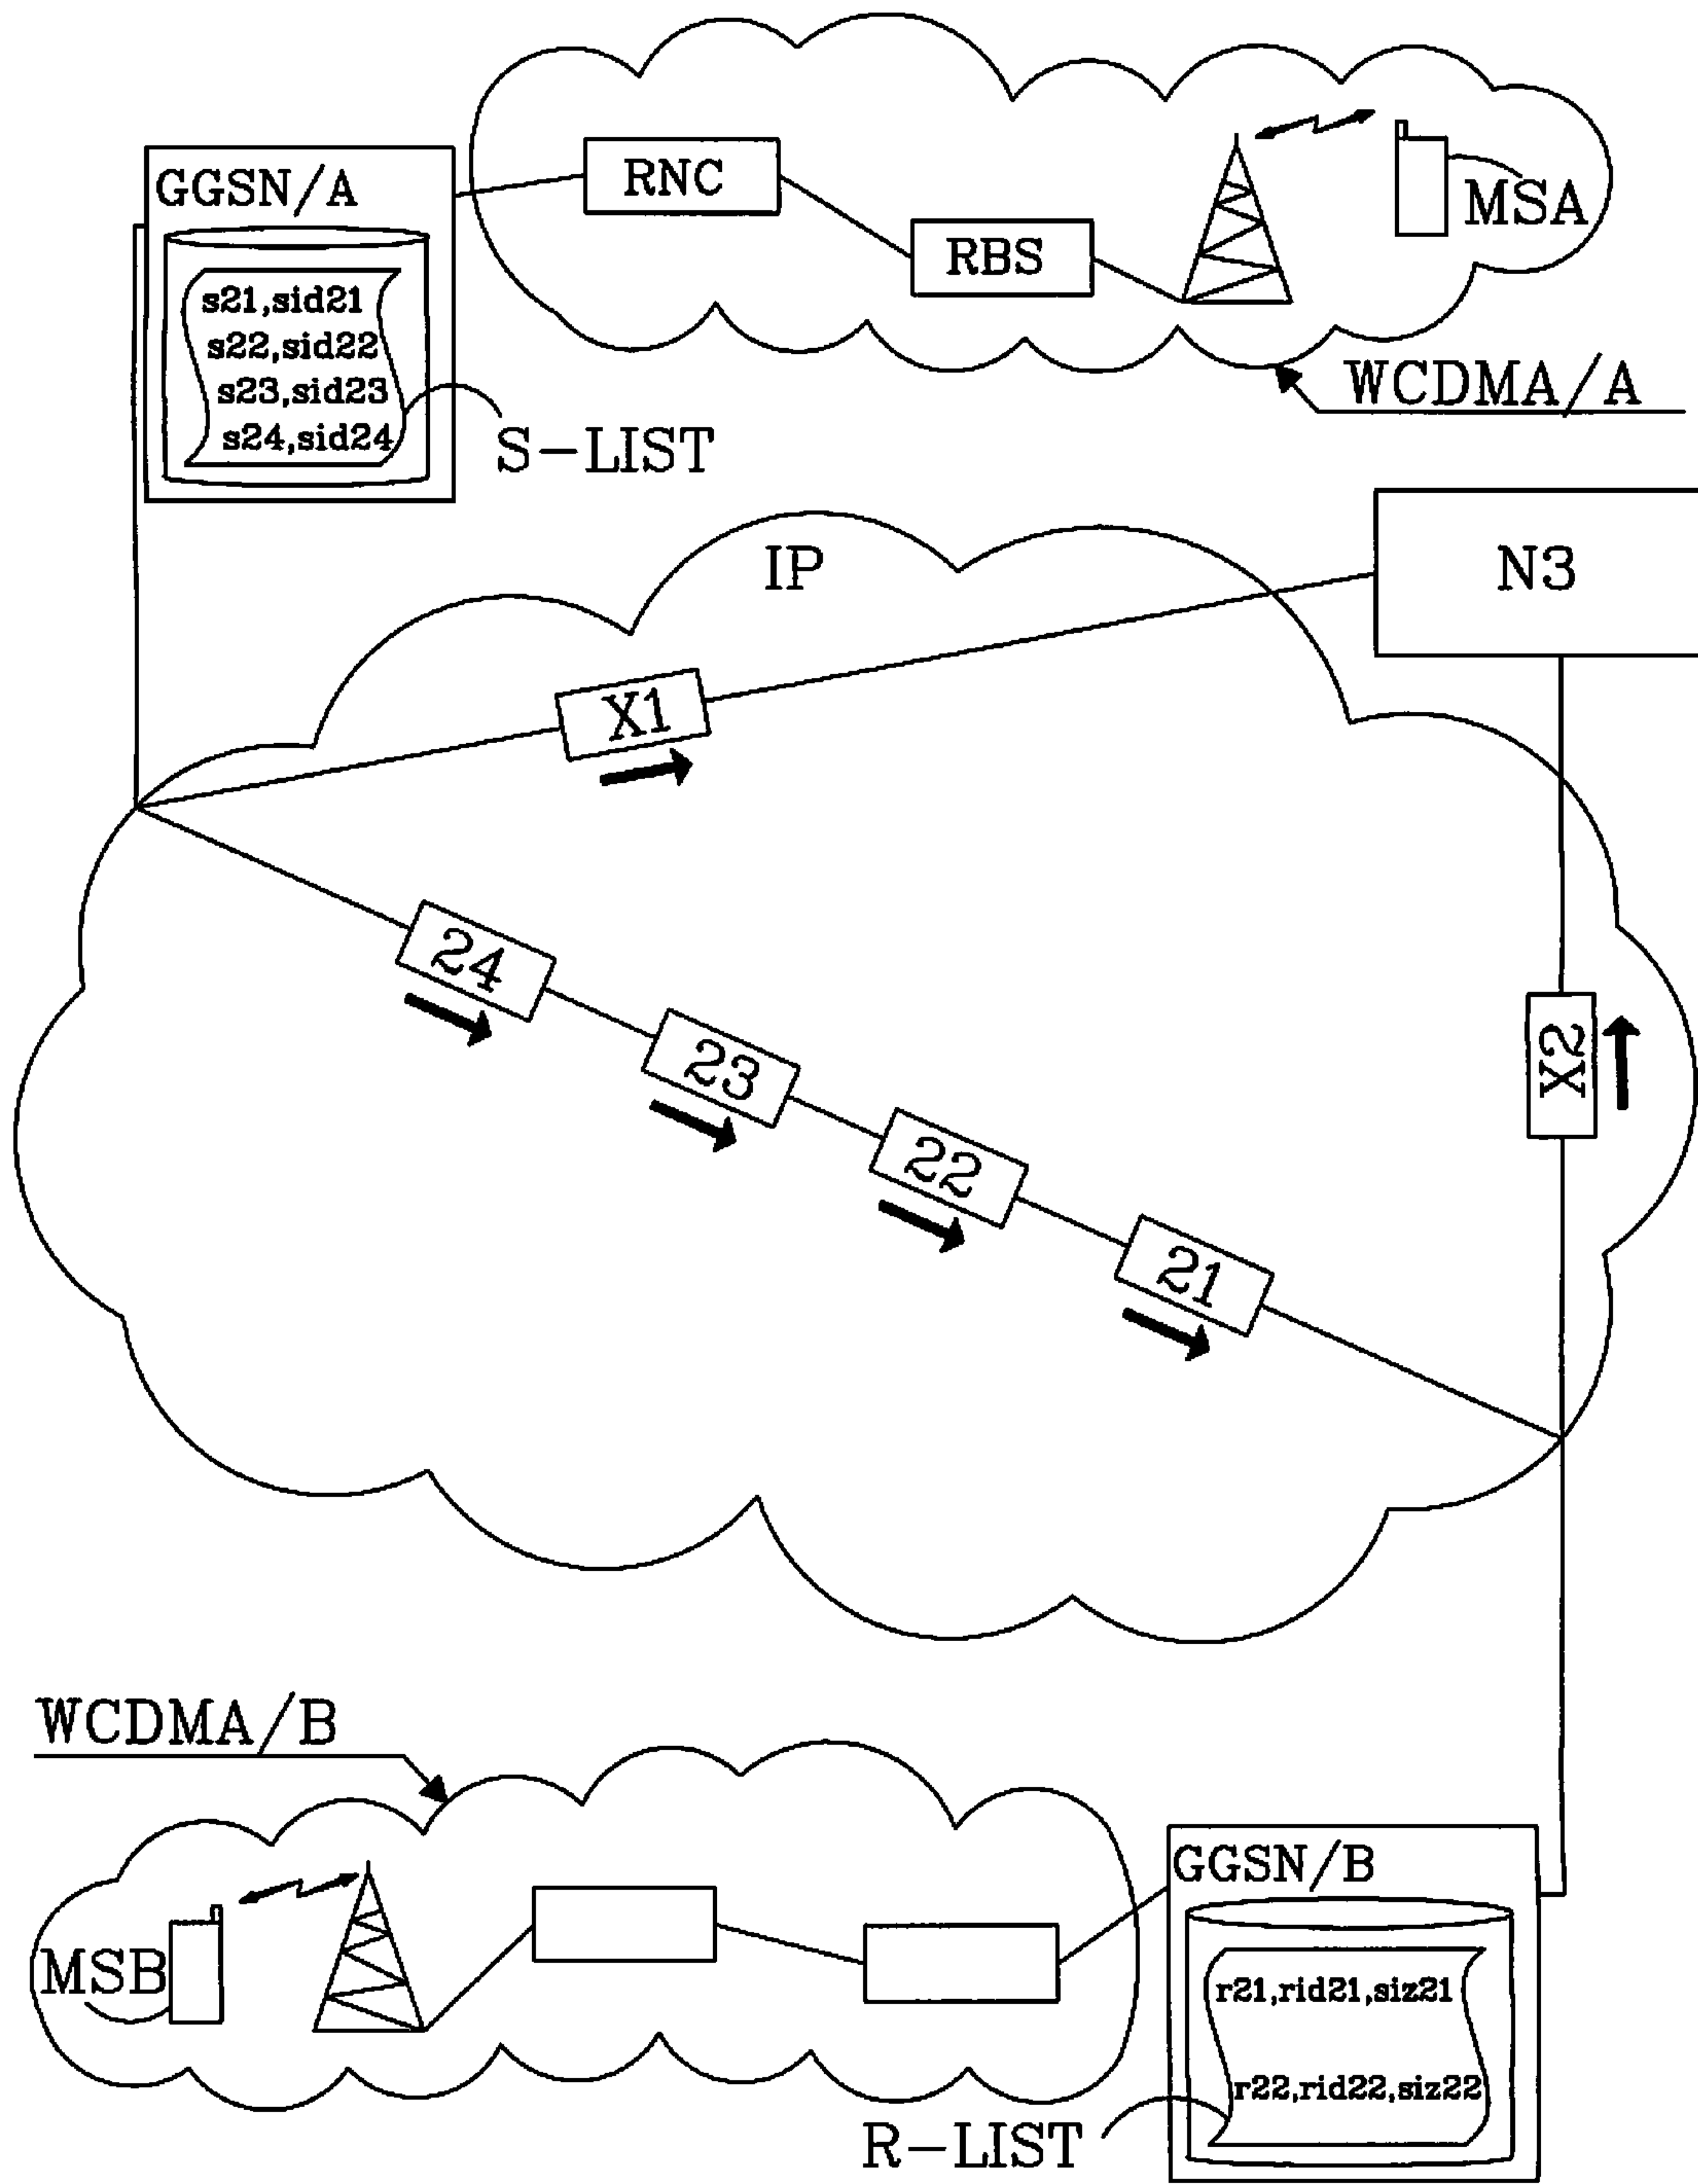 GGSN/A
RNC
RBS
MSA
s21,sid21
s22,sid22
s23,sid23
s24,sid24
S-LIST
WCDMA/A
IP
N3
X1
24
23
22
21
X2
WCDMA/B
MSB
GGSN/B
r21,rid21,siz21
r22,rid22,siz22
R-LIST